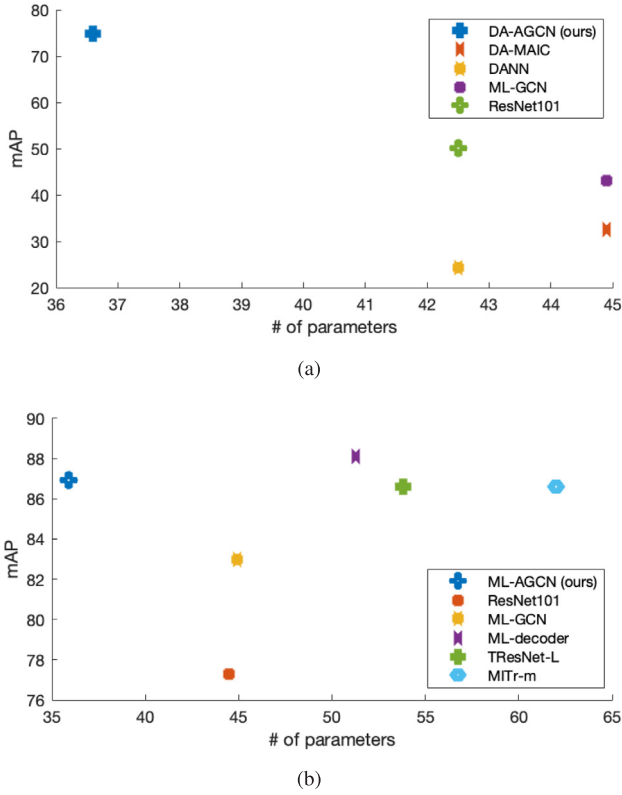 80
70
60
50
40
30
20
mAP
DA-AGCN (ours)
DA-MAIC
DANN
ML-GCN
ResNet101
36 37 38 39 40 41 42 43 44 45
# of parameters
(a)
90
88
86
84
82
80
78
76
mAP
ML-AGCN (ours)
ResNet101
ML-GCN
ML-decoder
TResNet-L
MlTr-m
35 40 45 50 55 60 65
# of parameters
(b)